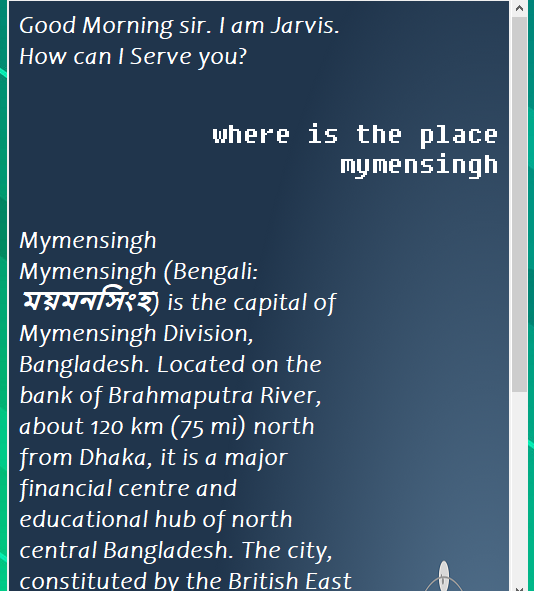 Good Morning sir. I am Jarvis.
How can I Serve you?
where is the place
mymensingh
Mymensingh
Mymensingh (Bengali:
ময়মনসিংহ) is the capital of
Mymensingh Division,
Bangladesh. Located on the
bank of Brahmaputra River,
about 120 km (75 mi) north
from Dhaka, it is a major
financial centre and
educational hub of north
central Bangladesh. The city,
constituted by the British East